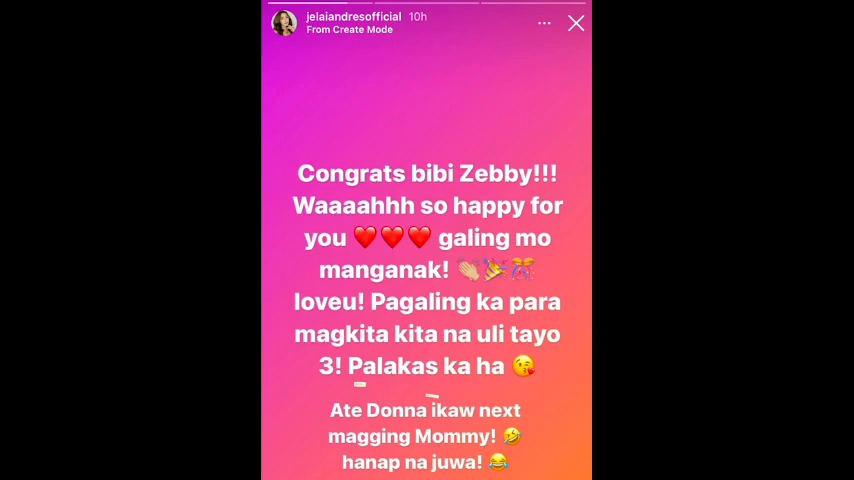 jelaiandresofficial 10h
From Create Mode
Congrats bibi Zebby!!!
Waaaahhh so happy for
you ❤️❤️❤️ galing mo
manganak! 👏🏼🎉🎊
loveu! Pagaling ka para
magkita kita na uli tayo
3! Palakas ka ha 😘
Ate Donna ikaw next
magging Mommy! 🤣
hanap na juwa! 😂